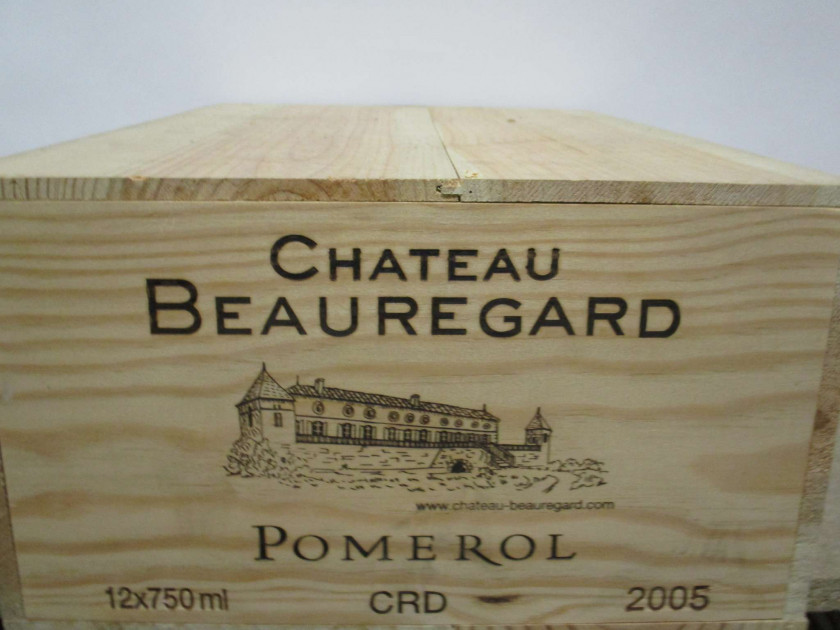 CHATEAU
BEAUREGARD
www.chateau-beauregard.com
POMEROL
12x750 ml CRD 2005